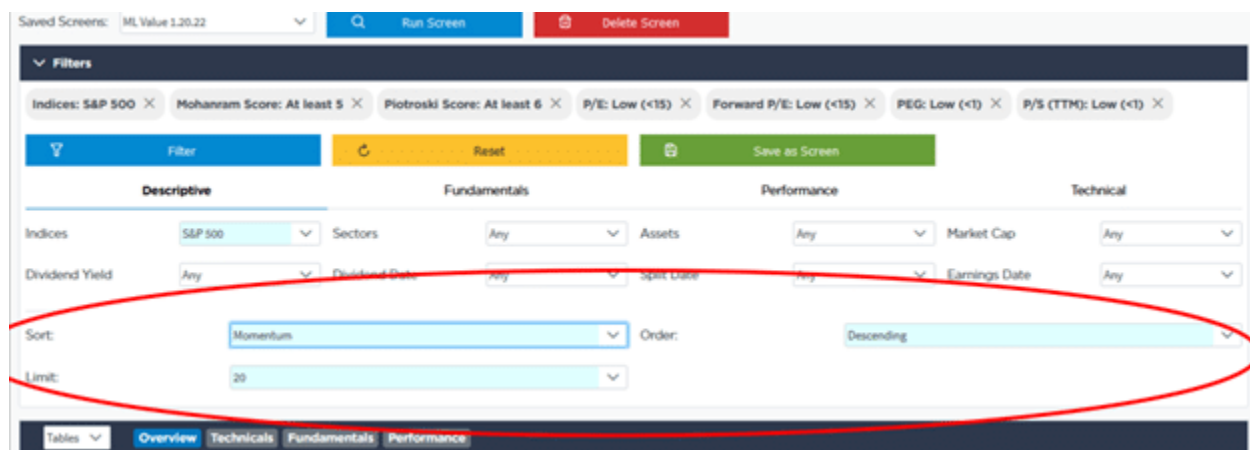 Saved Screens: ML Value 1.20.22 Run Screen Delete Screen
Filters
Indices: S&P 500 × Mohanram Score: At least 5 × Piotroski Score: At least 6 × P/E: Low (<15) × Forward P/E: Low (<15) × PEG: Low (<1) × P/S (TTM): Low (<1) ×
Filter Reset Save as Screen
Descriptive Fundamentals Performance Technical
Indices S&P 500 Sectors Any Assets Any Market Cap Any
Dividend Yield Any Dividend Date Any Split Date Any Earnings Date Any
Sort: Momentum Order: Descending
Limit: 20
Tables Overview Technicals Fundamentals Performance